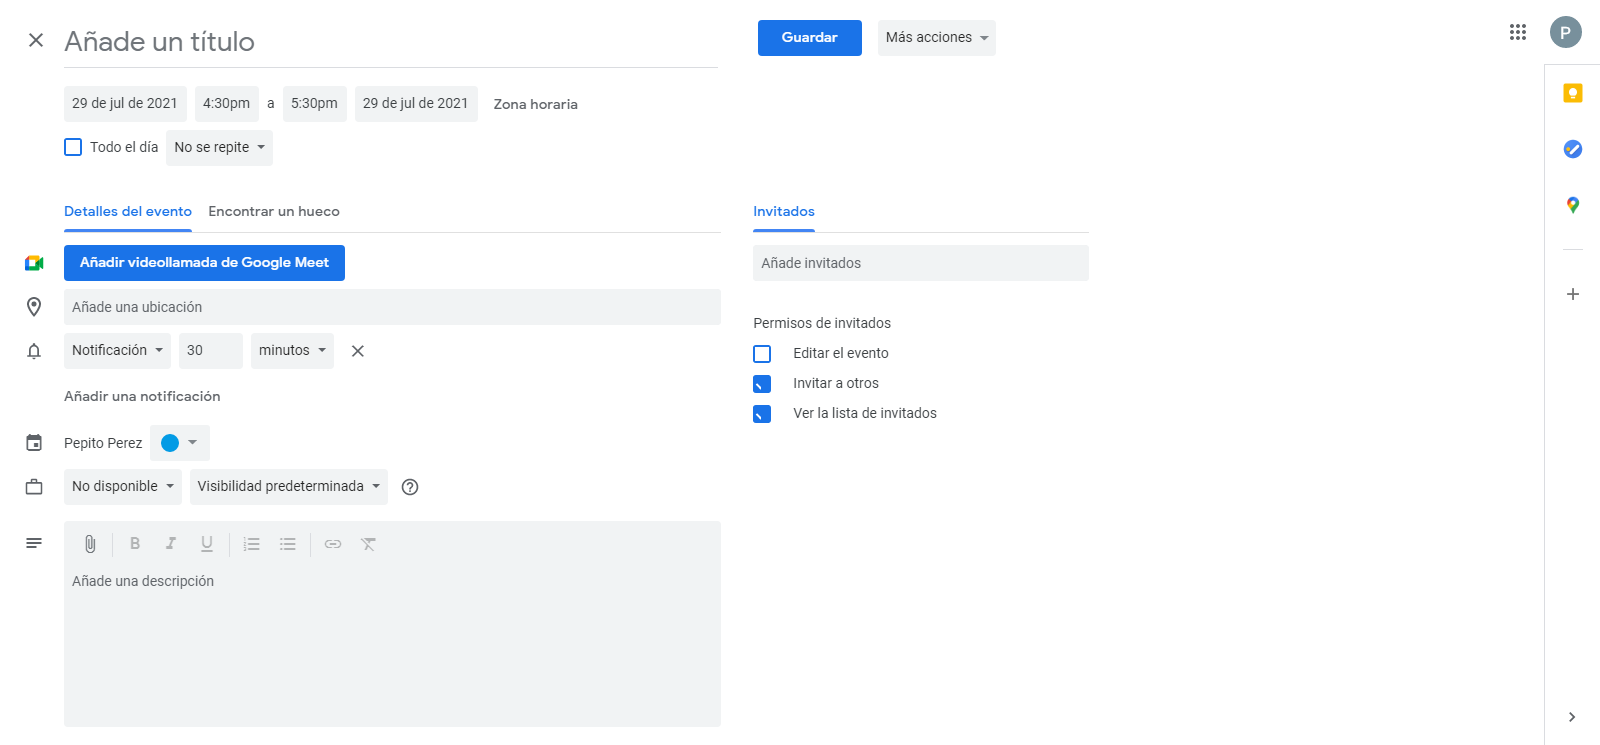 Añade un título
Guardar
Más acciones
P
29 de jul de 2021 4:30pm a 5:30pm 29 de jul de 2021 Zona horaria
Todo el día No se repite
Detalles del evento Encontrar un hueco
Invitados
Añadir videollamada de Google Meet
Añade invitados
Añade una ubicación
Notificación 30 minutos
Permisos de invitados
Editar el evento
Invitar a otros
Ver la lista de invitados
Añadir una notificación
Pepito Perez
No disponible Visibilidad predeterminada
B I U
Añade una descripción